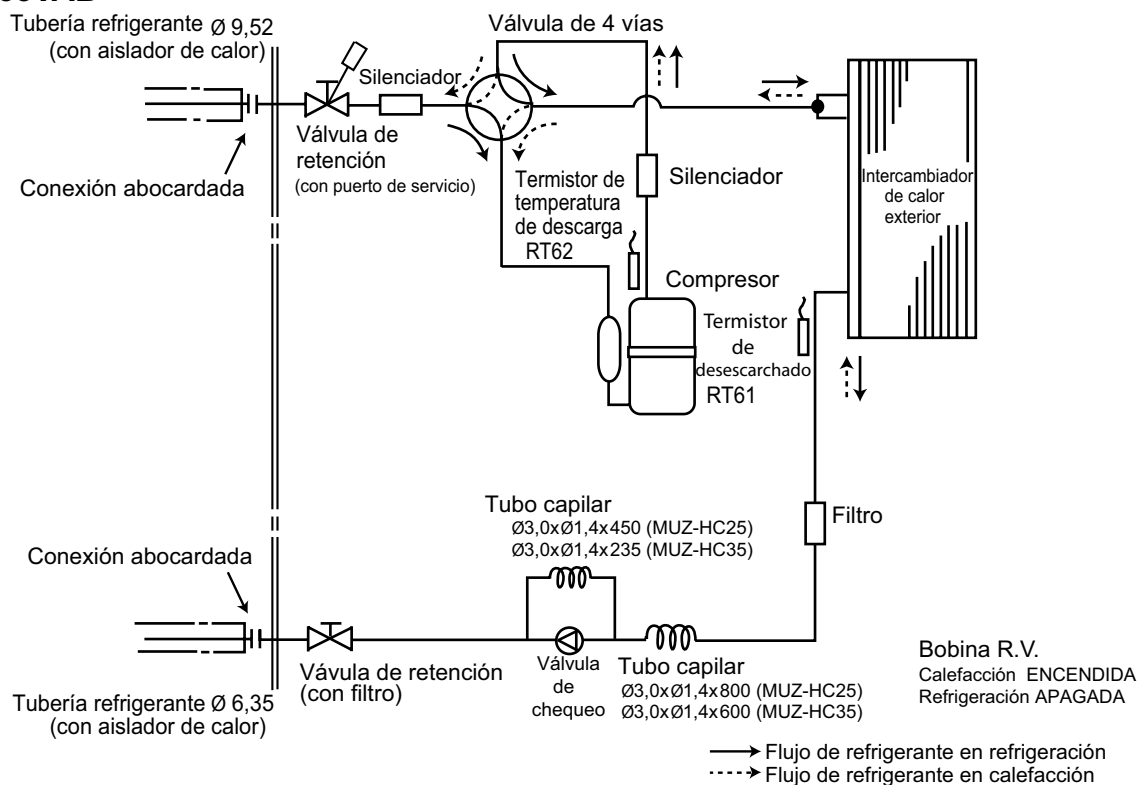 Tubería refrigerante Ø 9,52
(con aislador de calor)
Válvula de 4 vías
Silenciador
Válvula de
retención
(con puerto de servicio)
Conexión abocardada
Termistor de
temperatura
de descarga
RT62
Silenciador
Intercambiador
de calor
exterior
Compresor
Termistor
de
desescarchado
RT61
Tubo capilar
Ø3,0xØ1,4x450 (MUZ-HC25)
Ø3,0xØ1,4x235 (MUZ-HC35)
Filtro
Conexión abocardada
Vávula de retención
(con filtro)
Válvula
de
chequeo
Tubo capilar
Ø3,0xØ1,4x800 (MUZ-HC25)
Ø3,0xØ1,4x600 (MUZ-HC35)
Tubería refrigerante Ø 6,35
(con aislador de calor)
Bobina R.V.
Calefacción ENCENDIDA
Refrigeración APAGADA
Flujo de refrigerante en refrigeración
Flujo de refrigerante en calefacción